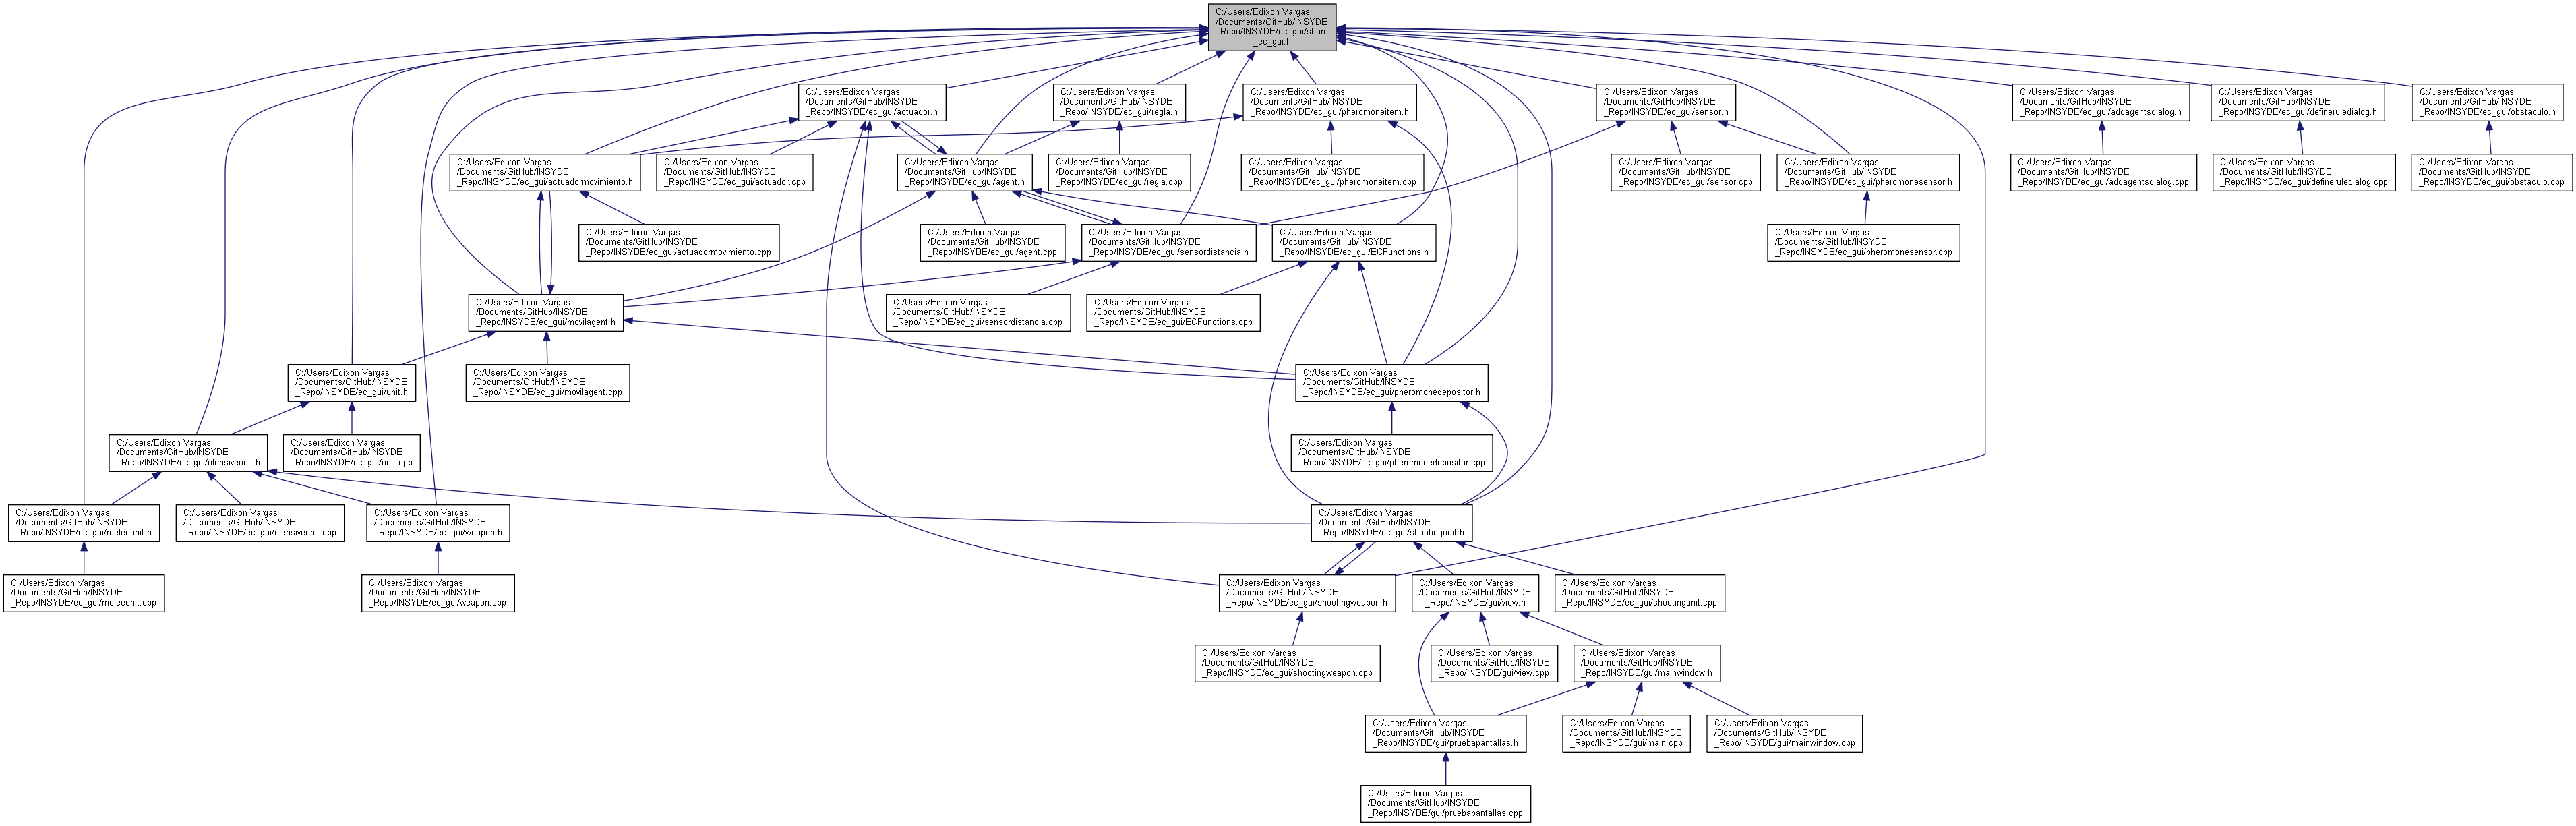 C:/Users/Edixon Vargas
/Documents/GitHub/INSYDE
_Repo/INSYDE/ec_gui/share
_ec_gui.h
C:/Users/Edixon Vargas
/Documents/GitHub/INSYDE
_Repo/INSYDE/ec_gui/actuador.h
C:/Users/Edixon Vargas
/Documents/GitHub/INSYDE
_Repo/INSYDE/ec_gui/regla.h
C:/Users/Edixon Vargas
/Documents/GitHub/INSYDE
_Repo/INSYDE/ec_gui/pheromoneitem.h
C:/Users/Edixon Vargas
/Documents/GitHub/INSYDE
_Repo/INSYDE/ec_gui/sensor.h
C:/Users/Edixon Vargas
/Documents/GitHub/INSYDE
_Repo/INSYDE/ec_gui/addagentsdialog.h
C:/Users/Edixon Vargas
/Documents/GitHub/INSYDE
_Repo/INSYDE/ec_gui/defineruledialog.h
C:/Users/Edixon Vargas
/Documents/GitHub/INSYDE
_Repo/INSYDE/ec_gui/obstaculo.h
C:/Users/Edixon Vargas
/Documents/GitHub/INSYDE
_Repo/INSYDE/ec_gui/actuadormovimiento.h
C:/Users/Edixon Vargas
/Documents/GitHub/INSYDE
_Repo/INSYDE/ec_gui/actuador.cpp
C:/Users/Edixon Vargas
/Documents/GitHub/INSYDE
_Repo/INSYDE/ec_gui/agent.h
C:/Users/Edixon Vargas
/Documents/GitHub/INSYDE
_Repo/INSYDE/ec_gui/regla.cpp
C:/Users/Edixon Vargas
/Documents/GitHub/INSYDE
_Repo/INSYDE/ec_gui/pheromoneitem.cpp
C:/Users/Edixon Vargas
/Documents/GitHub/INSYDE
_Repo/INSYDE/ec_gui/sensor.cpp
C:/Users/Edixon Vargas
/Documents/GitHub/INSYDE
_Repo/INSYDE/ec_gui/pheromonesensor.h
C:/Users/Edixon Vargas
/Documents/GitHub/INSYDE
_Repo/INSYDE/ec_gui/addagentsdialog.cpp
C:/Users/Edixon Vargas
/Documents/GitHub/INSYDE
_Repo/INSYDE/ec_gui/defineruledialog.cpp
C:/Users/Edixon Vargas
/Documents/GitHub/INSYDE
_Repo/INSYDE/ec_gui/obstaculo.cpp
C:/Users/Edixon Vargas
/Documents/GitHub/INSYDE
_Repo/INSYDE/ec_gui/actuadormovimiento.cpp
C:/Users/Edixon Vargas
/Documents/GitHub/INSYDE
_Repo/INSYDE/ec_gui/agent.cpp
C:/Users/Edixon Vargas
/Documents/GitHub/INSYDE
_Repo/INSYDE/ec_gui/sensordistancia.h
C:/Users/Edixon Vargas
/Documents/GitHub/INSYDE
_Repo/INSYDE/ec_gui/ECFunctions.h
C:/Users/Edixon Vargas
/Documents/GitHub/INSYDE
_Repo/INSYDE/ec_gui/pheromonesensor.cpp
C:/Users/Edixon Vargas
/Documents/GitHub/INSYDE
_Repo/INSYDE/ec_gui/movilagent.h
C:/Users/Edixon Vargas
/Documents/GitHub/INSYDE
_Repo/INSYDE/ec_gui/sensordistancia.cpp
C:/Users/Edixon Vargas
/Documents/GitHub/INSYDE
_Repo/INSYDE/ec_gui/ECFunctions.cpp
C:/Users/Edixon Vargas
/Documents/GitHub/INSYDE
_Repo/INSYDE/ec_gui/unit.h
C:/Users/Edixon Vargas
/Documents/GitHub/INSYDE
_Repo/INSYDE/ec_gui/movilagent.cpp
C:/Users/Edixon Vargas
/Documents/GitHub/INSYDE
_Repo/INSYDE/ec_gui/pheromonedepositor.h
C:/Users/Edixon Vargas
/Documents/GitHub/INSYDE
_Repo/INSYDE/ec_gui/ofensiveunit.h
C:/Users/Edixon Vargas
/Documents/GitHub/INSYDE
_Repo/INSYDE/ec_gui/unit.cpp
C:/Users/Edixon Vargas
/Documents/GitHub/INSYDE
_Repo/INSYDE/ec_gui/pheromonedepositor.cpp
C:/Users/Edixon Vargas
/Documents/GitHub/INSYDE
_Repo/INSYDE/ec_gui/meleeunit.h
C:/Users/Edixon Vargas
/Documents/GitHub/INSYDE
_Repo/INSYDE/ec_gui/ofensiveunit.cpp
C:/Users/Edixon Vargas
/Documents/GitHub/INSYDE
_Repo/INSYDE/ec_gui/weapon.h
C:/Users/Edixon Vargas
/Documents/GitHub/INSYDE
_Repo/INSYDE/ec_gui/shootingunit.h
C:/Users/Edixon Vargas
/Documents/GitHub/INSYDE
_Repo/INSYDE/ec_gui/meleeunit.cpp
C:/Users/Edixon Vargas
/Documents/GitHub/INSYDE
_Repo/INSYDE/ec_gui/weapon.cpp
C:/Users/Edixon Vargas
/Documents/GitHub/INSYDE
_Repo/INSYDE/ec_gui/shootingweapon.h
C:/Users/Edixon Vargas
/Documents/GitHub/INSYDE
_Repo/INSYDE/gui/view.h
C:/Users/Edixon Vargas
/Documents/GitHub/INSYDE
_Repo/INSYDE/ec_gui/shootingunit.cpp
C:/Users/Edixon Vargas
/Documents/GitHub/INSYDE
_Repo/INSYDE/ec_gui/shootingweapon.cpp
C:/Users/Edixon Vargas
/Documents/GitHub/INSYDE
_Repo/INSYDE/gui/view.cpp
C:/Users/Edixon Vargas
/Documents/GitHub/INSYDE
_Repo/INSYDE/gui/mainwindow.h
C:/Users/Edixon Vargas
/Documents/GitHub/INSYDE
_Repo/INSYDE/gui/pruebapantallas.h
C:/Users/Edixon Vargas
/Documents/GitHub/INSYDE
_Repo/INSYDE/gui/main.cpp
C:/Users/Edixon Vargas
/Documents/GitHub/INSYDE
_Repo/INSYDE/gui/mainwindow.cpp
C:/Users/Edixon Vargas
/Documents/GitHub/INSYDE
_Repo/INSYDE/gui/pruebapantallas.cpp